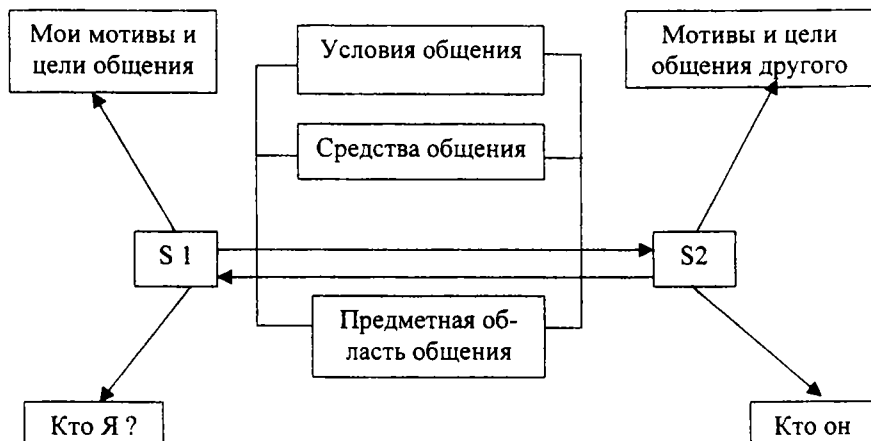 Мои мотивы и
цели общения
Условия общения
Мотивы и цели
общения другого
Средства общения
S 1
S2
Предметная об-
ласть общения
Кто Я ?
Кто он